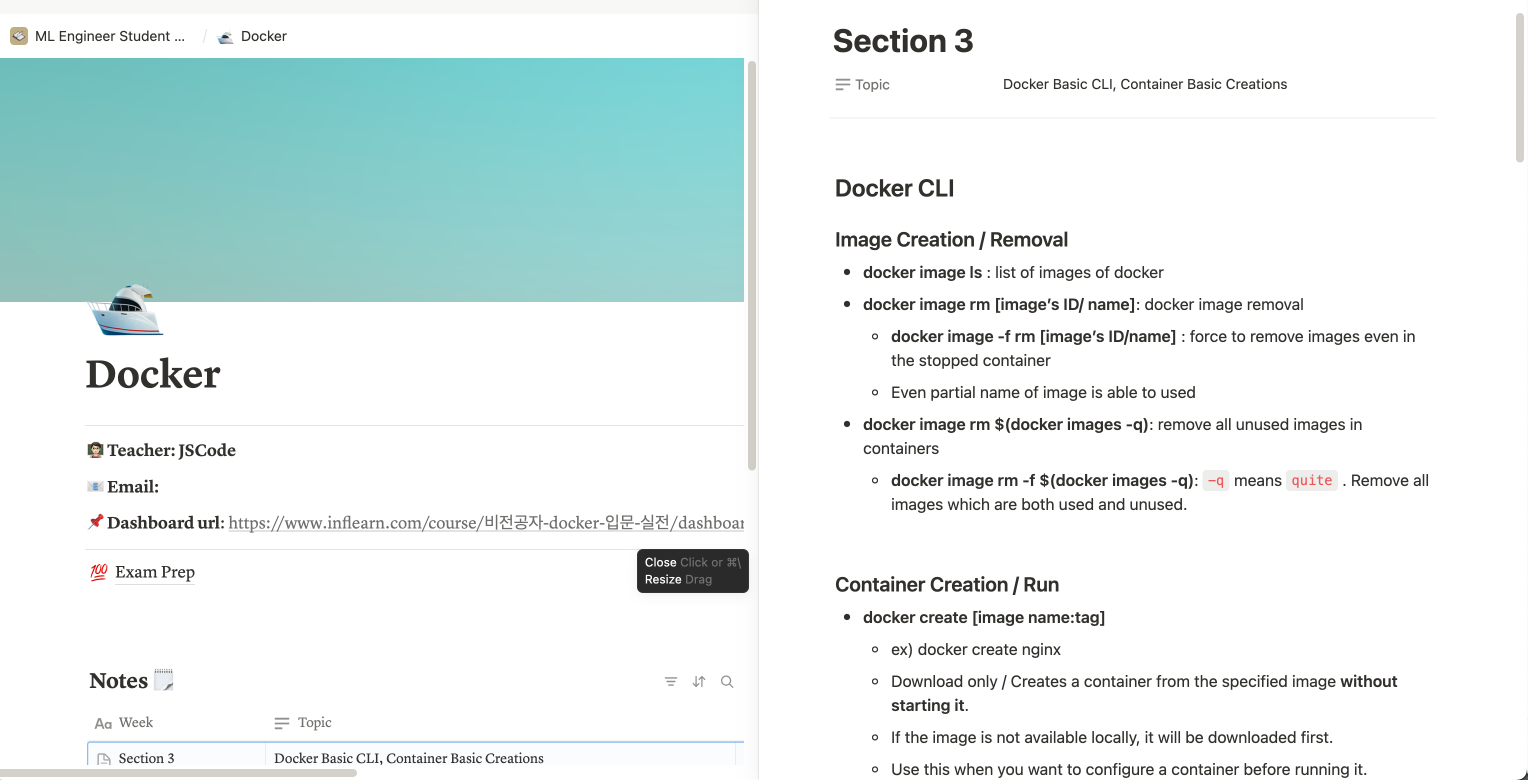 ML Engineer Student ...
/
Docker
Docker
Teacher: JSCode
Email:
Dashboard url: https://www.inflearn.com/course/비전공자-docker-입문-실전/dashboar
💯 Exam Prep
Close Click or ⌘\
Resize Drag
Notes
Aa Week
Topic
Section 3
Docker Basic CLI, Container Basic Creations
Section 3
Topic
Docker Basic CLI, Container Basic Creations
Docker CLI
Image Creation / Removal
docker image ls : list of images of docker
docker image rm [image’s ID/ name]: docker image removal
docker image -f rm [image’s ID/name] : force to remove images even in
the stopped container
Even partial name of image is able to used
docker image rm $(docker images -q): remove all unused images in
containers
docker image rm -f $(docker images -q): -q means quite . Remove all
images which are both used and unused.
Container Creation / Run
docker create [image name:tag]
ex) docker create nginx
Download only / Creates a container from the specified image without
starting it.
If the image is not available locally, it will be downloaded first.
Use this when you want to configure a container before running it.